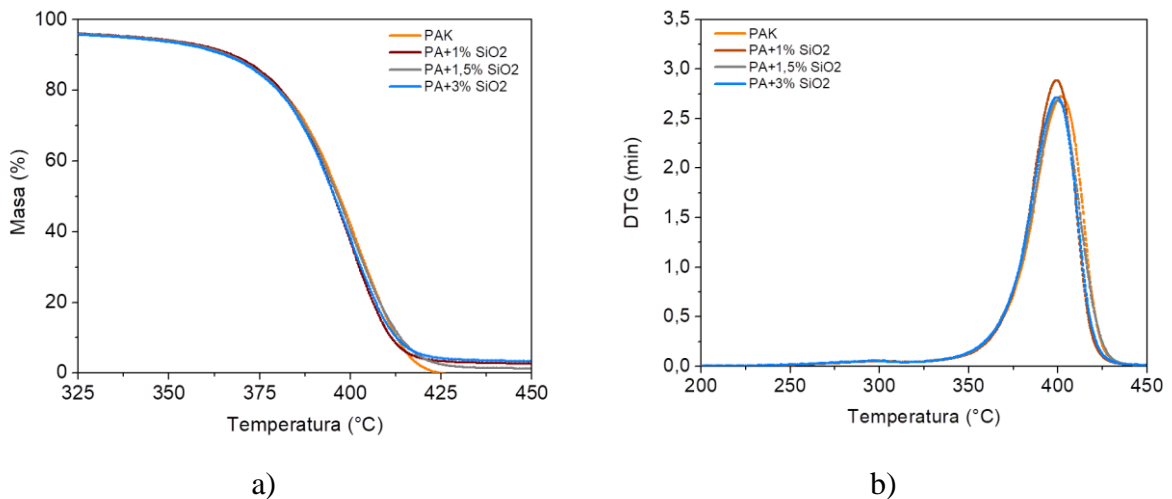 100
80
60
40
20
0
325
350
375
400
425
450
Masa (%)
Temperatura (°C)
PAK
PA+1% SiO2
PA+1,5% SiO2
PA+3% SiO2
a)
3,5
3,0
2,5
2,0
1,5
1,0
0,5
0,0
200
250
300
350
400
450
DTG (min)
Temperatura (°C)
PAK
PA+1% SiO2
PA+1,5% SiO2
PA+3% SiO2
b)